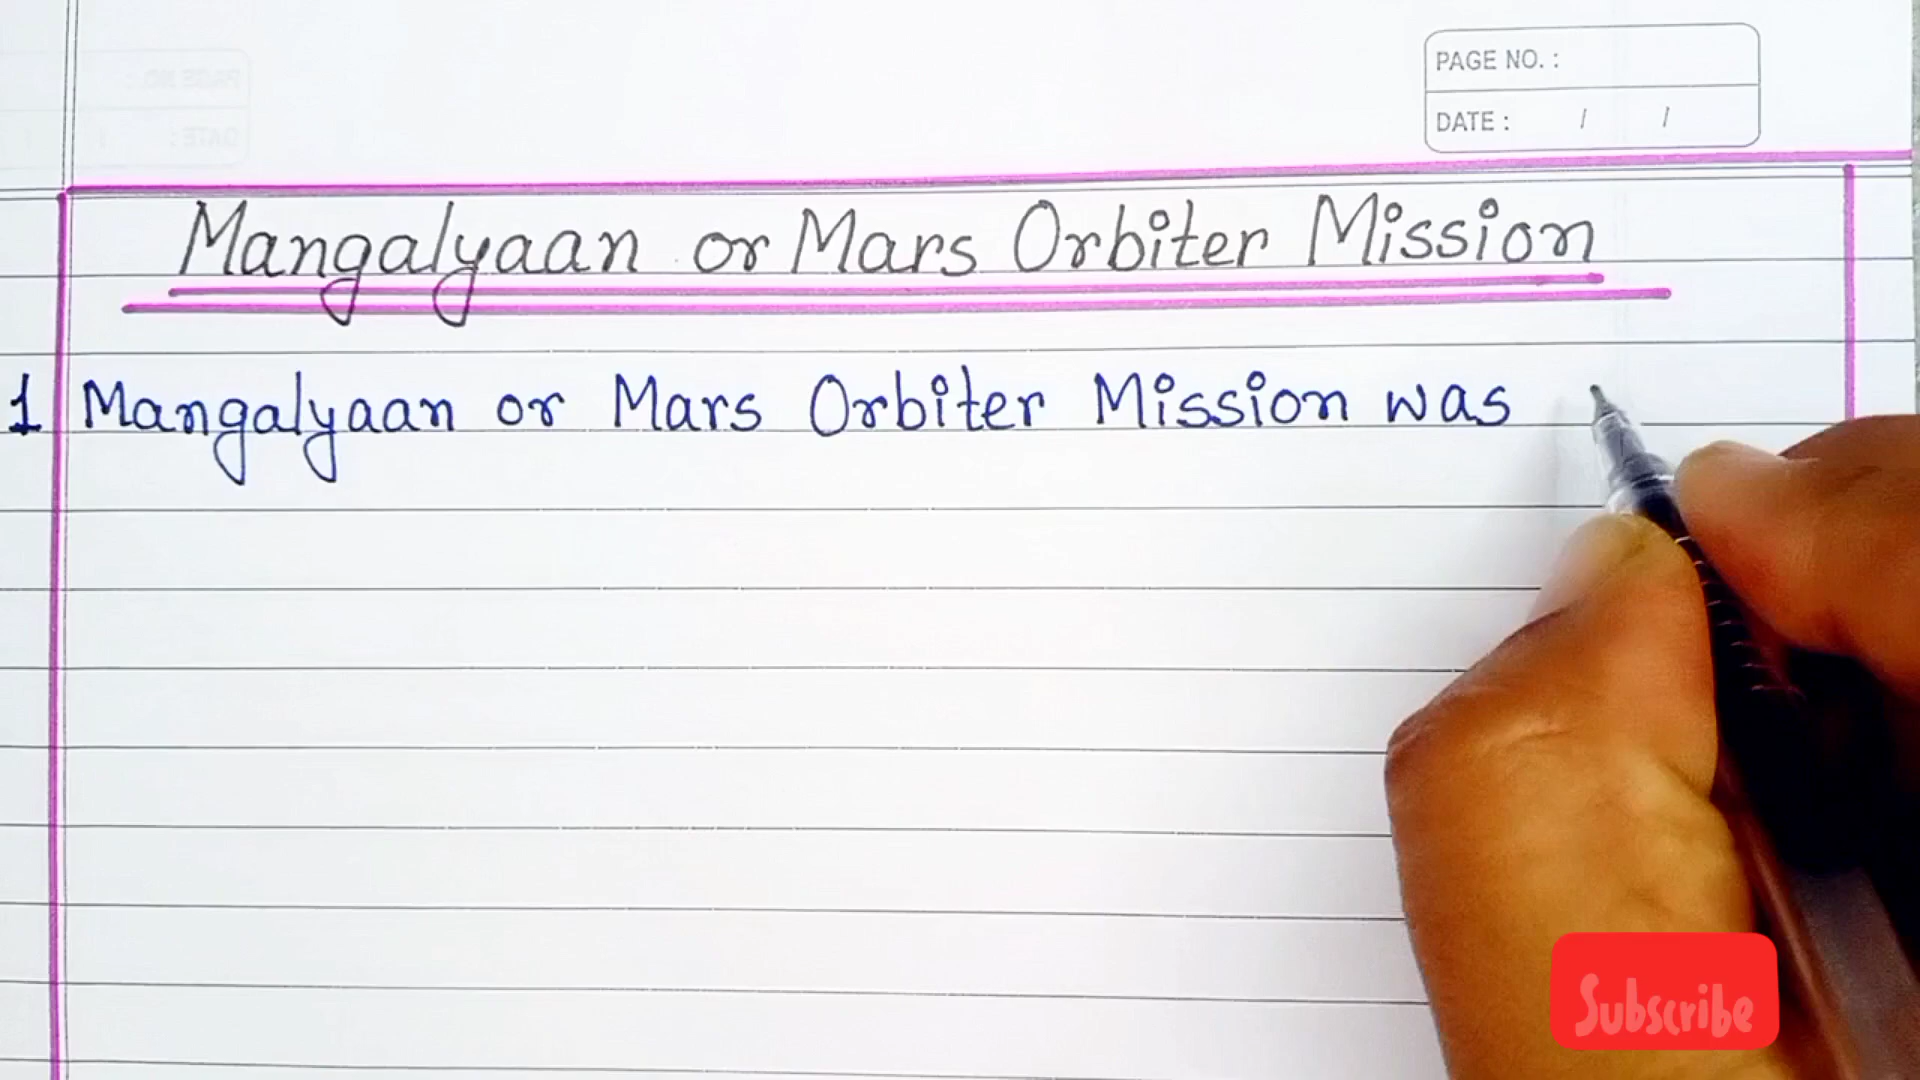 PAGE NO. :
DATE : / /
Mangalyaan or Mars Orbiter Mission
1 Mangalyaan or Mars Orbiter Mission was
Subscribe